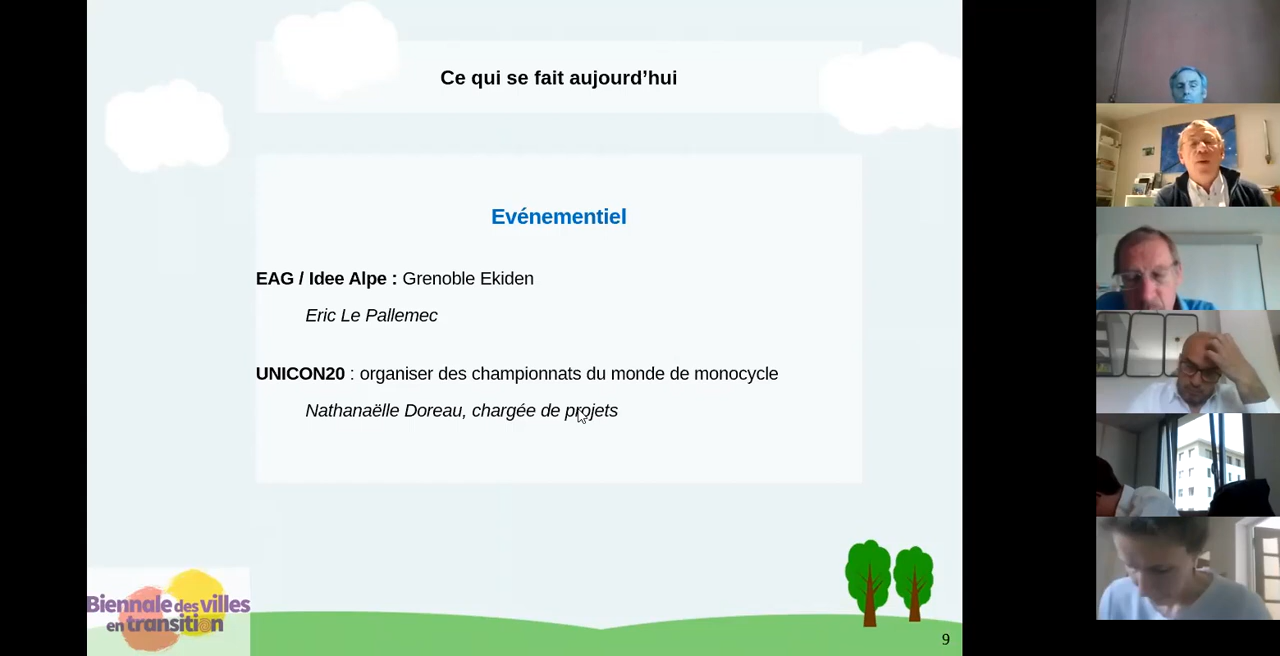 Ce qui se fait aujourd’hui
Evénementiel
EAG / Idee Alpe : Grenoble Ekiden
Eric Le Pallemec
UNICON20 : organiser des championnats du monde de monocycle
Nathanaëlle Doreau, chargée de projets
Biennale des villes
en transition
9